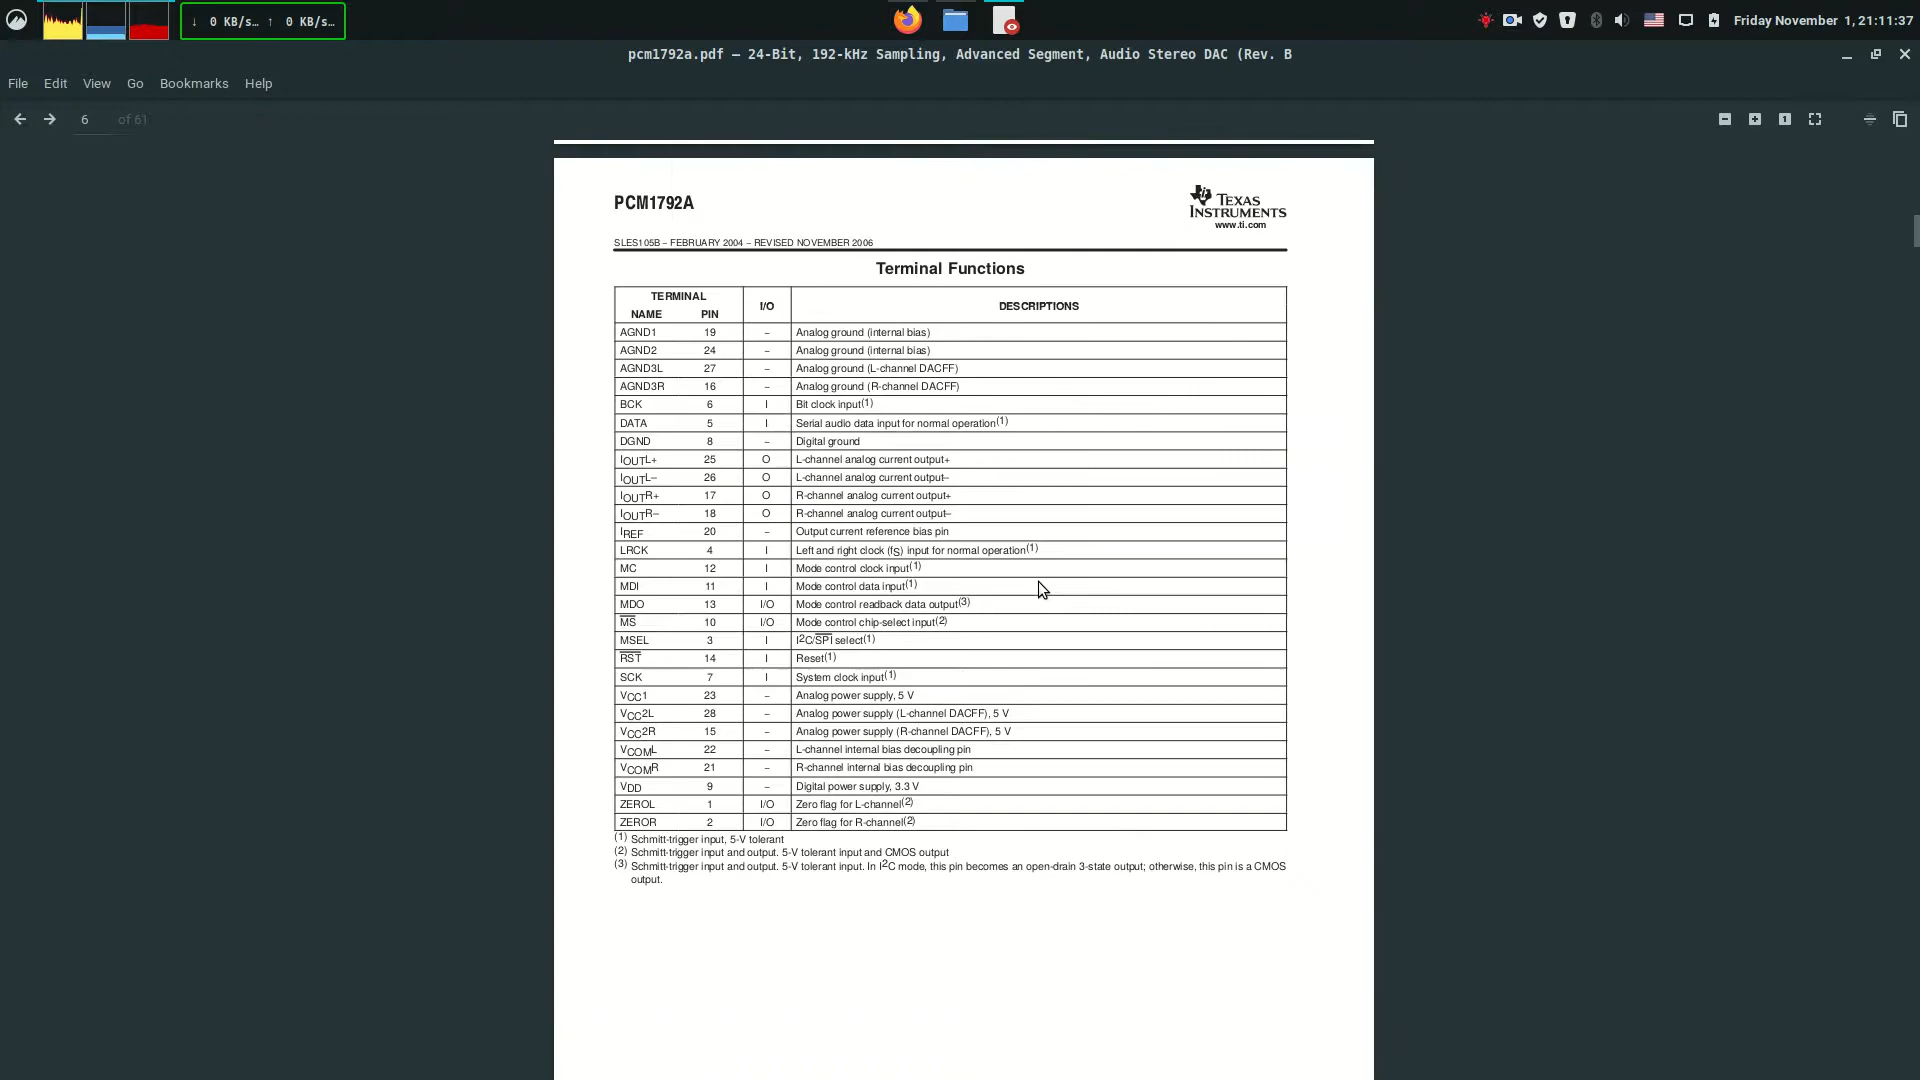 ↓ 0 KB/s… ↑ 0 KB/s…
Friday November 1, 21:11:37
pcm1792a.pdf — 24-Bit, 192-kHz Sampling, Advanced Segment, Audio Stereo DAC (Rev. B
File Edit View Go Bookmarks Help
6 of 61
PCM1792A
TEXAS
INSTRUMENTS
www.ti.com
SLES105B – FEBRUARY 2004 – REVISED NOVEMBER 2006
Terminal Functions
TERMINAL I/O DESCRIPTIONS
NAME PIN
AGND1 19 – Analog ground (internal bias)
AGND2 24 – Analog ground (internal bias)
AGND3L 27 – Analog ground (L-channel DACFF)
AGND3R 16 – Analog ground (R-channel DACFF)
BCK 6 I Bit clock input(1)
DATA 5 I Serial audio data input for normal operation(1)
DGND 8 – Digital ground
IOUTL+ 25 O L-channel analog current output+
IOUTL– 26 O L-channel analog current output–
IOUTR+ 17 O R-channel analog current output+
IOUTR– 18 O R-channel analog current output–
IREF 20 – Output current reference bias pin
LRCK 4 I Left and right clock (fS) input for normal operation(1)
MC 12 I Mode control clock input(1)
MDI 11 I Mode control data input(1)
MDO 13 I/O Mode control readback data output(3)
MS 10 I/O Mode control chip-select input(2)
MSEL 3 I I2C/SPI select(1)
RST 14 I Reset(1)
SCK 7 I System clock input(1)
VCC1 23 – Analog power supply, 5 V
VCC2L 28 – Analog power supply (L-channel DACFF), 5 V
VCC2R 15 – Analog power supply (R-channel DACFF), 5 V
VCOML 22 – L-channel internal bias decoupling pin
VCOMR 21 – R-channel internal bias decoupling pin
VDD 9 – Digital power supply, 3.3 V
ZEROL 1 I/O Zero flag for L-channel(2)
ZEROR 2 I/O Zero flag for R-channel(2)
(1) Schmitt-trigger input, 5-V tolerant
(2) Schmitt-trigger input and output. 5-V tolerant input and CMOS output
(3) Schmitt-trigger input and output. 5-V tolerant input. In I2C mode, this pin becomes an open-drain 3-state output; otherwise, this pin is a CMOS
output.